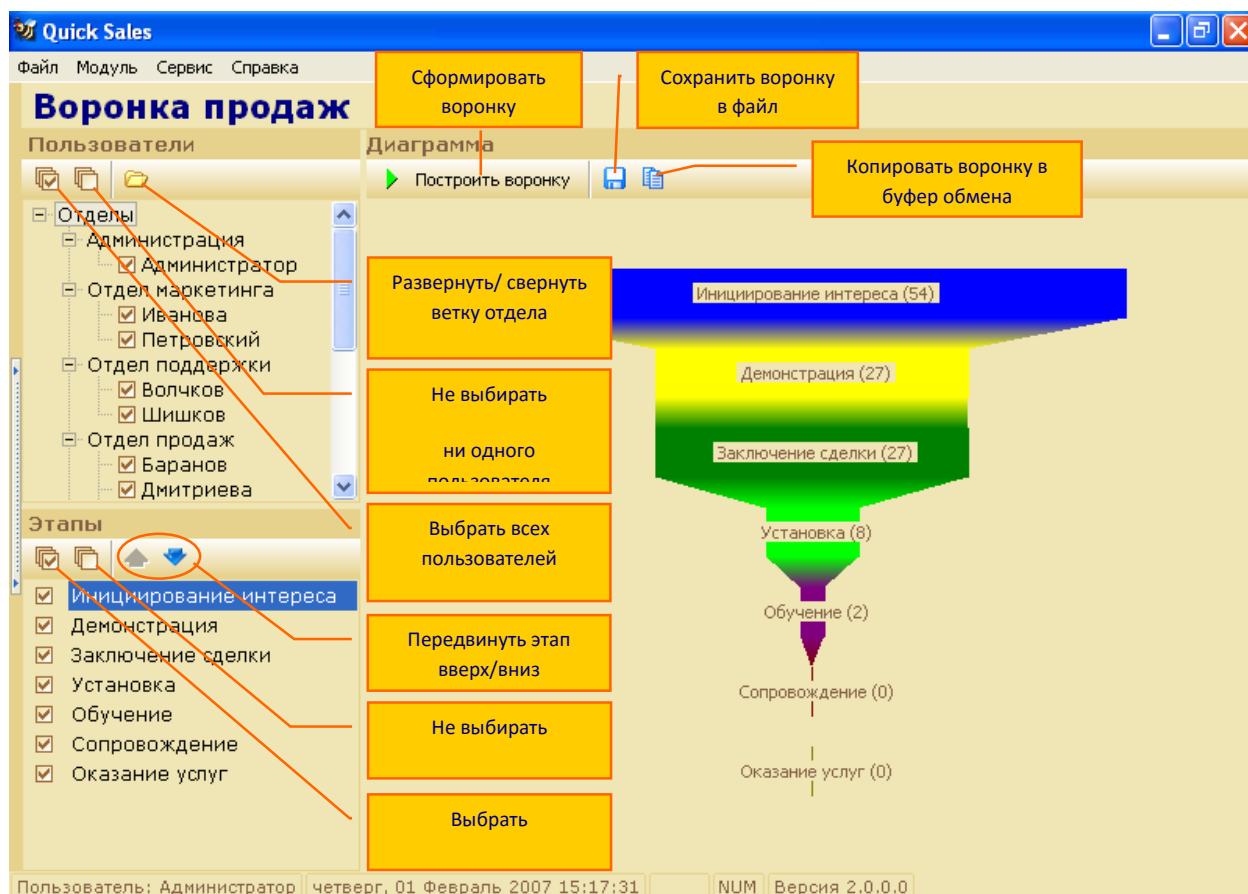 Quick Sales
Файл Модуль Сервис Справка
Воронка продаж
Сформировать
воронку
Сохранить воронку
в файл
Пользователи
Диаграмма
Построить воронку
Копировать воронку в
буфер обмена
Отделы
Администрация
Администратор
Отдел маркетинга
Иванова
Петровский
Отдел поддержки
Волчков
Шишков
Отдел продаж
Баранов
Дмитриева
Развернуть/ свернуть
ветку отдела
Не выбирать
ни одного
пользователя
Выбрать всех
пользователей
Этапы
Инициирование интереса
Демонстрация
Заключение сделки
Установка
Обучение
Сопровождение
Оказание услуг
Передвинуть этап
вверх/вниз
Не выбирать
Выбрать
Инициирование интереса (54)
Демонстрация (27)
Заключение сделки (27)
Установка (8)
Обучение (2)
Сопровождение (0)
Оказание услуг (0)
Пользователь: Администратор четверг, 01 Февраль 2007 15:17:31 NUM Версия 2.0.0.0